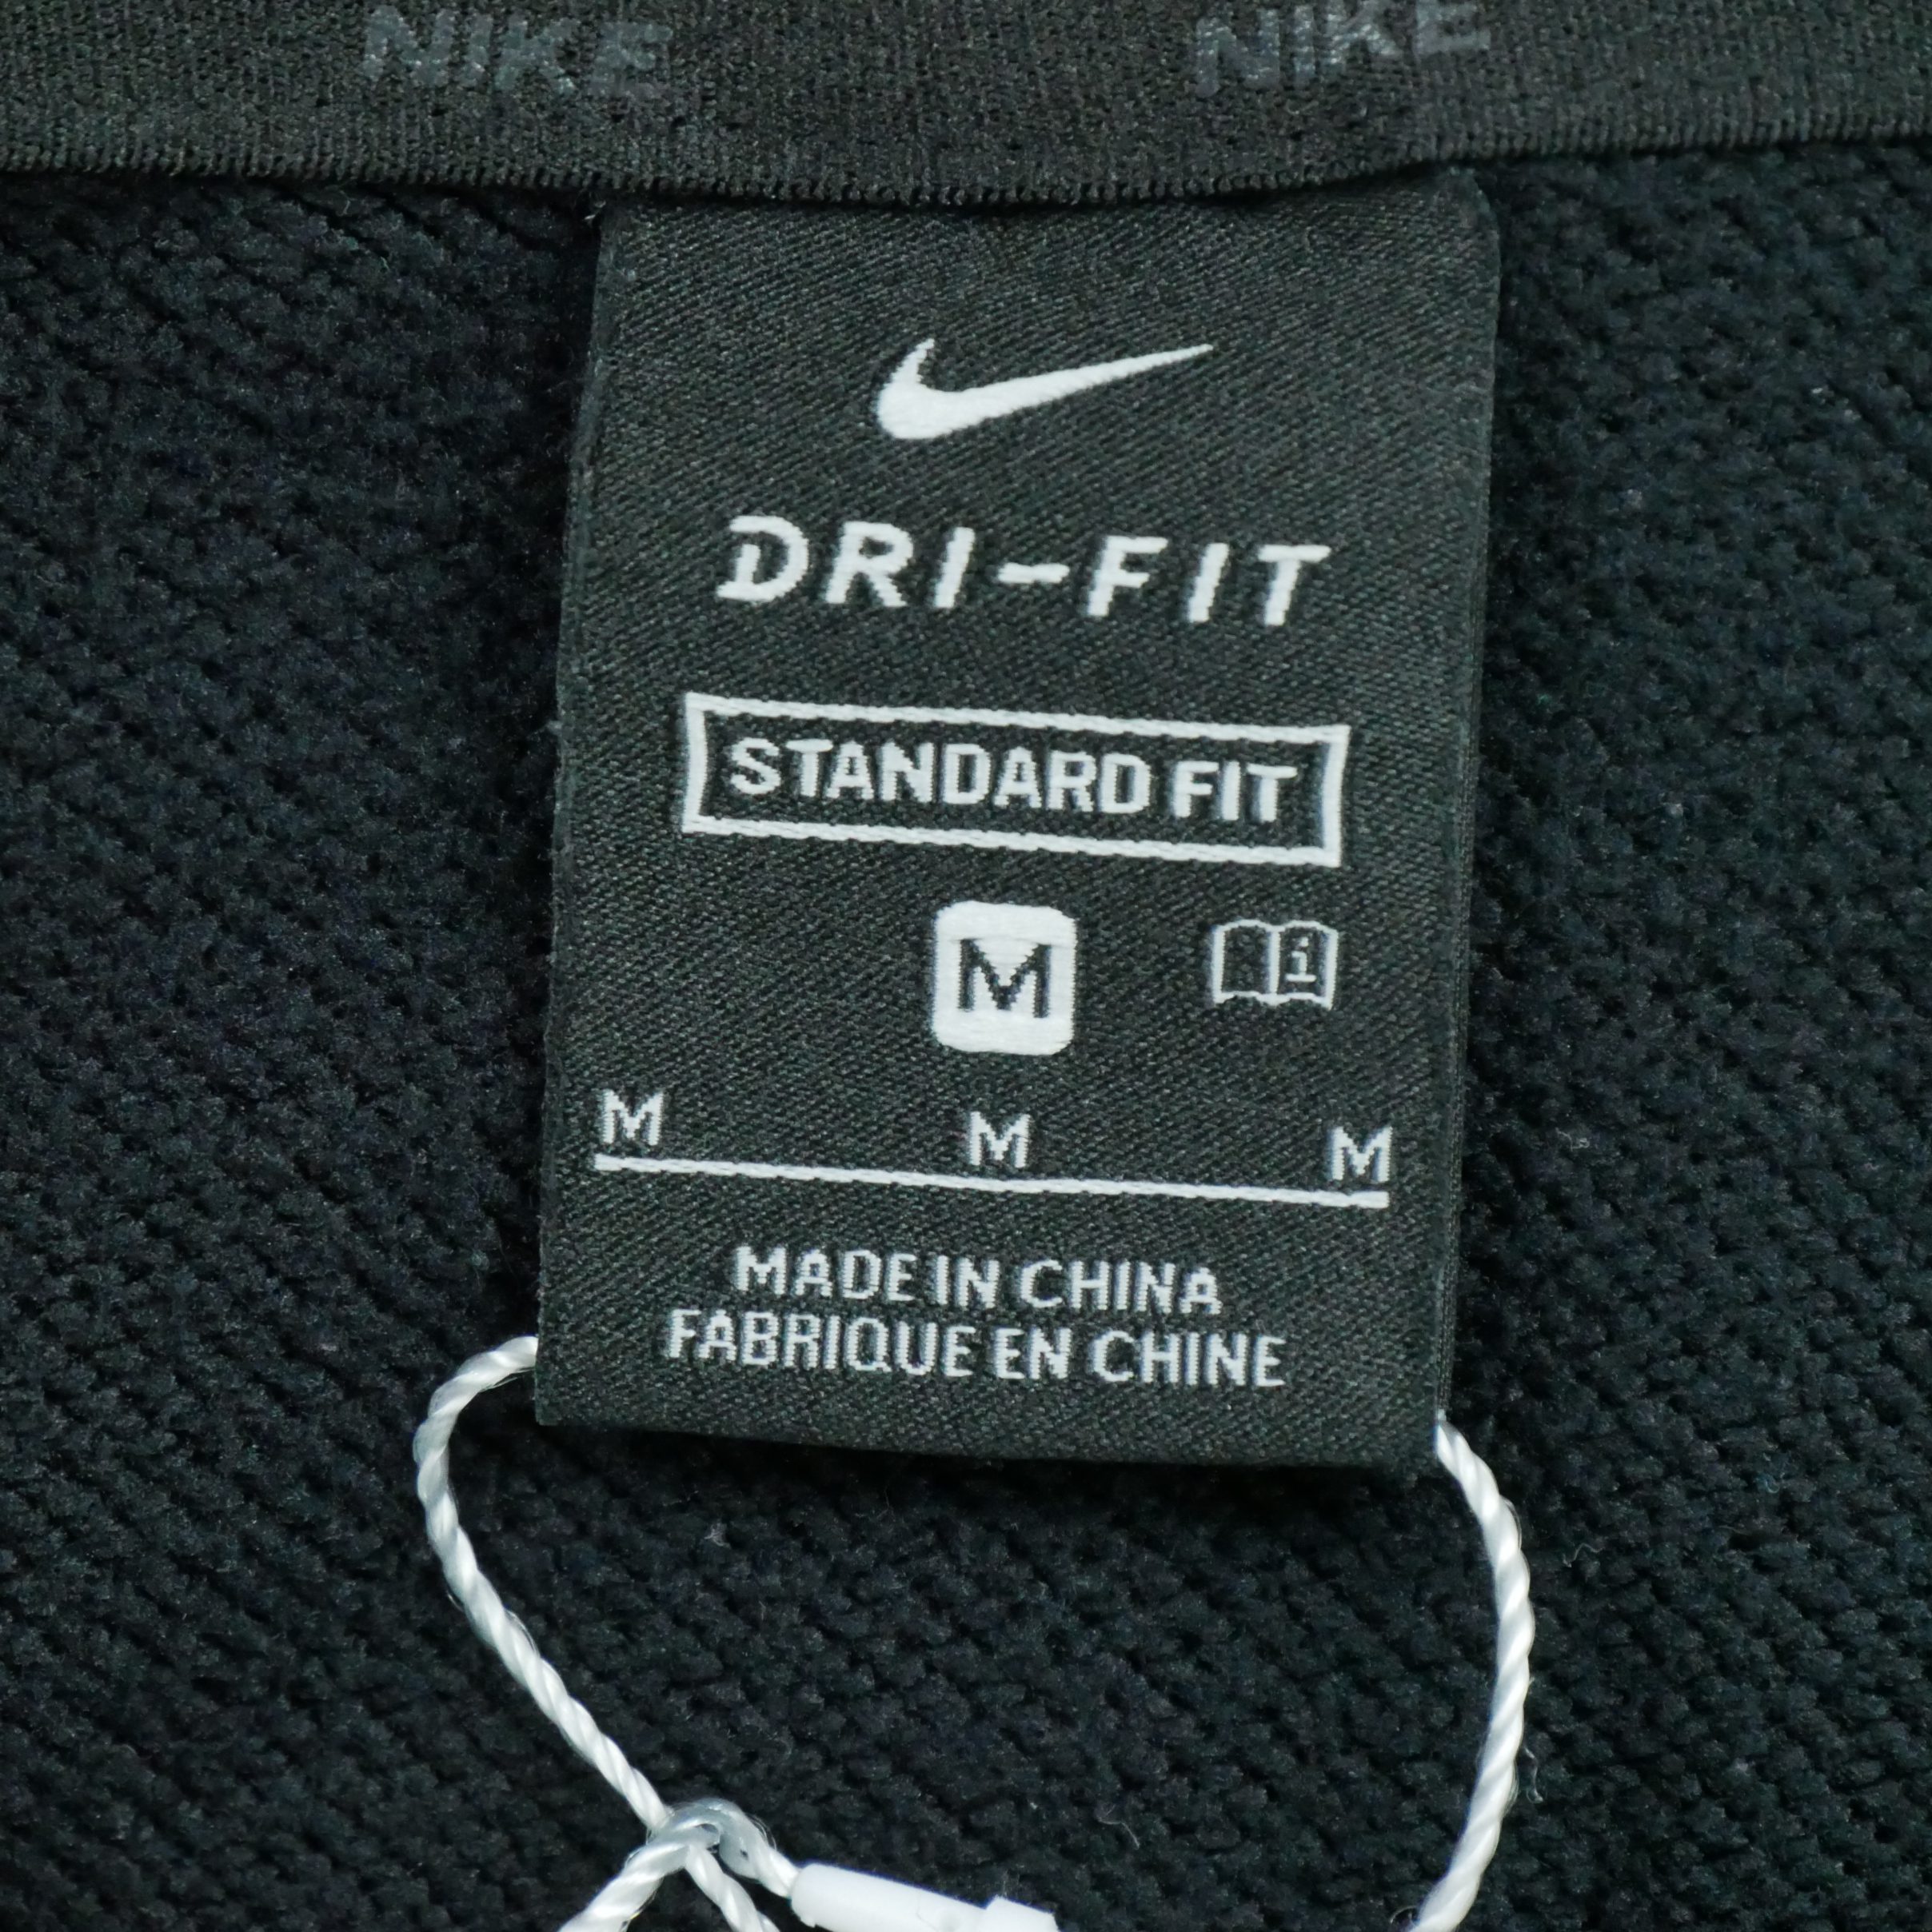 NIKE NIKE
DRI-FIT
STANDARD FIT
M i
M M M
MADE IN CHINA
FABRIQUE EN CHINE